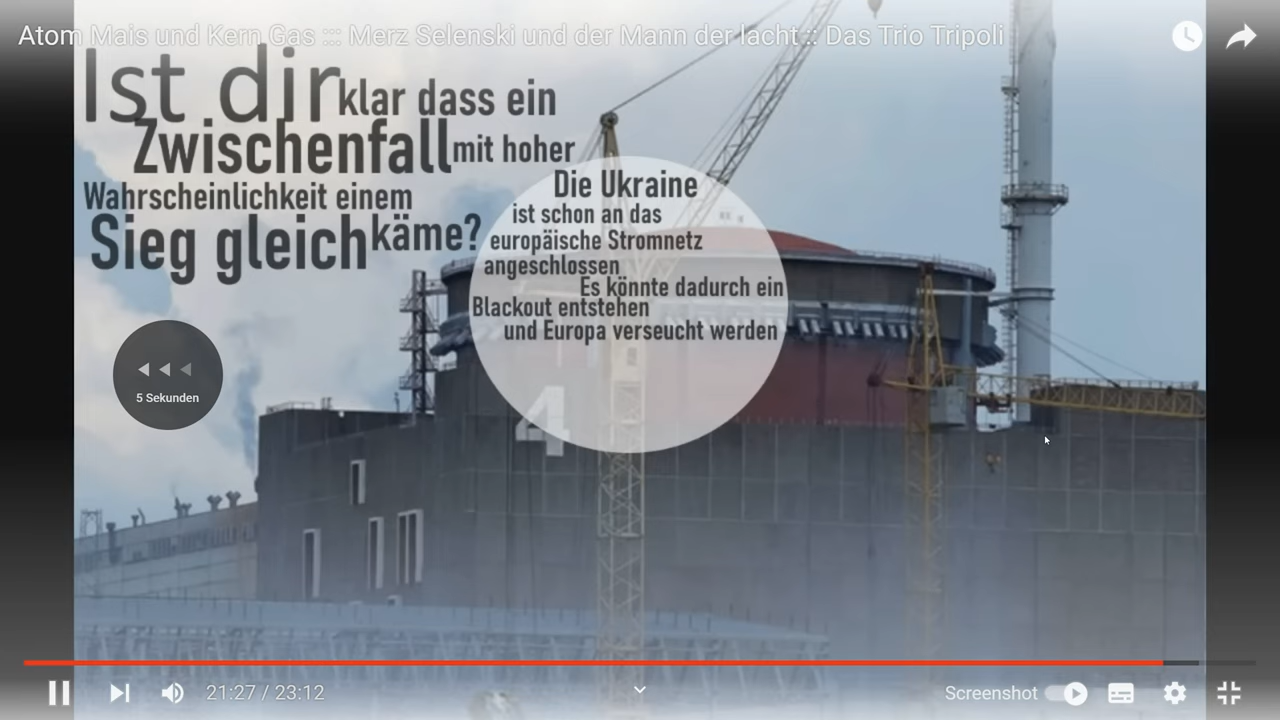 Atom Mais und Kern Gas ::: Merz Selenski und der Mann der lacht :: Das Trio Tripoli
Ist dir klar dass ein
Zwischenfall mit hoher
Wahrscheinlichkeit einem
Sieg gleich käme?
Die Ukraine
ist schon an das
europäische Stromnetz
angeschlossen
Es könnte dadurch ein
Blackout entstehen
und Europa verseucht werden
5 Sekunden
4
21:27 / 23:12
Screenshot